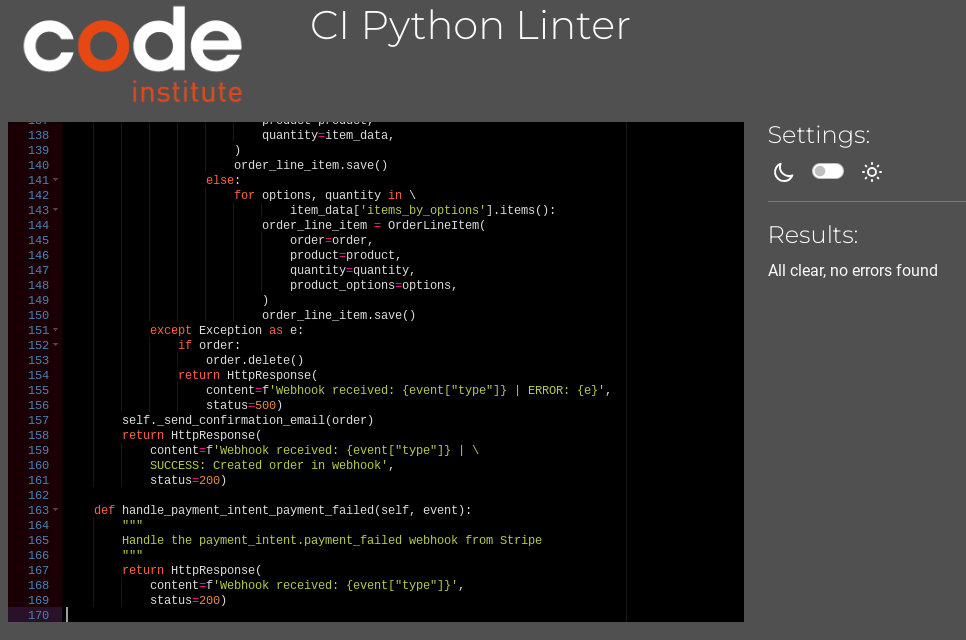 code
institute
CI Python Linter
137 product=product,
138 quantity=item_data,
139 )
140 order_line_item.save()
141 else:
142 for options, quantity in \
143 item_data['items_by_options'].items():
144 order_line_item = OrderLineItem(
145 order=order,
146 product=product,
147 quantity=quantity,
148 product_options=options,
149 )
150 order_line_item.save()
151 except Exception as e:
152 if order:
153 order.delete()
154 return HttpResponse(
155 content=f'Webhook received: {event["type"]} | ERROR: {e}',
156 status=500)
157 self._send_confirmation_email(order)
158 return HttpResponse(
159 content=f'Webhook received: {event["type"]} | \
160 SUCCESS: Created order in webhook',
161 status=200)
162
163 def handle_payment_intent_payment_failed(self, event):
164 """
165 Handle the payment_intent.payment_failed webhook from Stripe
166 """
167 return HttpResponse(
168 content=f'Webhook received: {event["type"]}',
169 status=200)
170
Settings:
Results:
All clear, no errors found